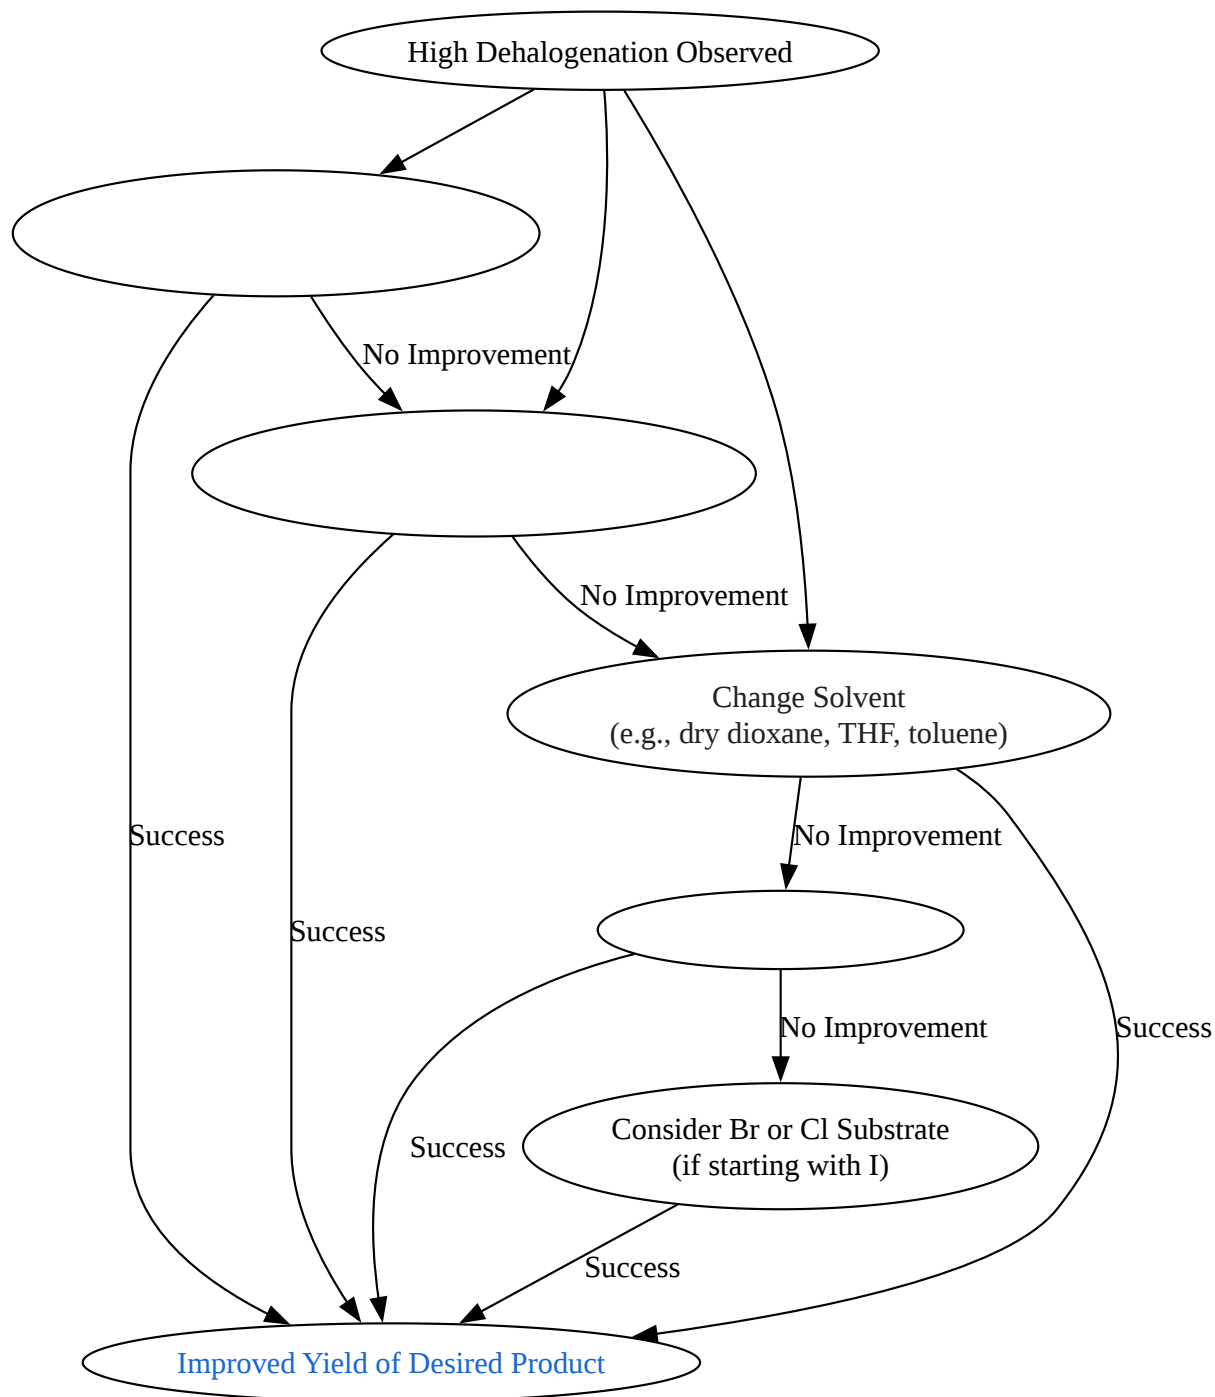 High Dehalogenation Observed
No Improvement
No Improvement
Change Solvent
(e.g., dry dioxane, THF, toluene)
Success
No Improvement
Success
No Improvement
Success
Consider Br or Cl Substrate
(if starting with I)
Success
Success
Improved Yield of Desired Product